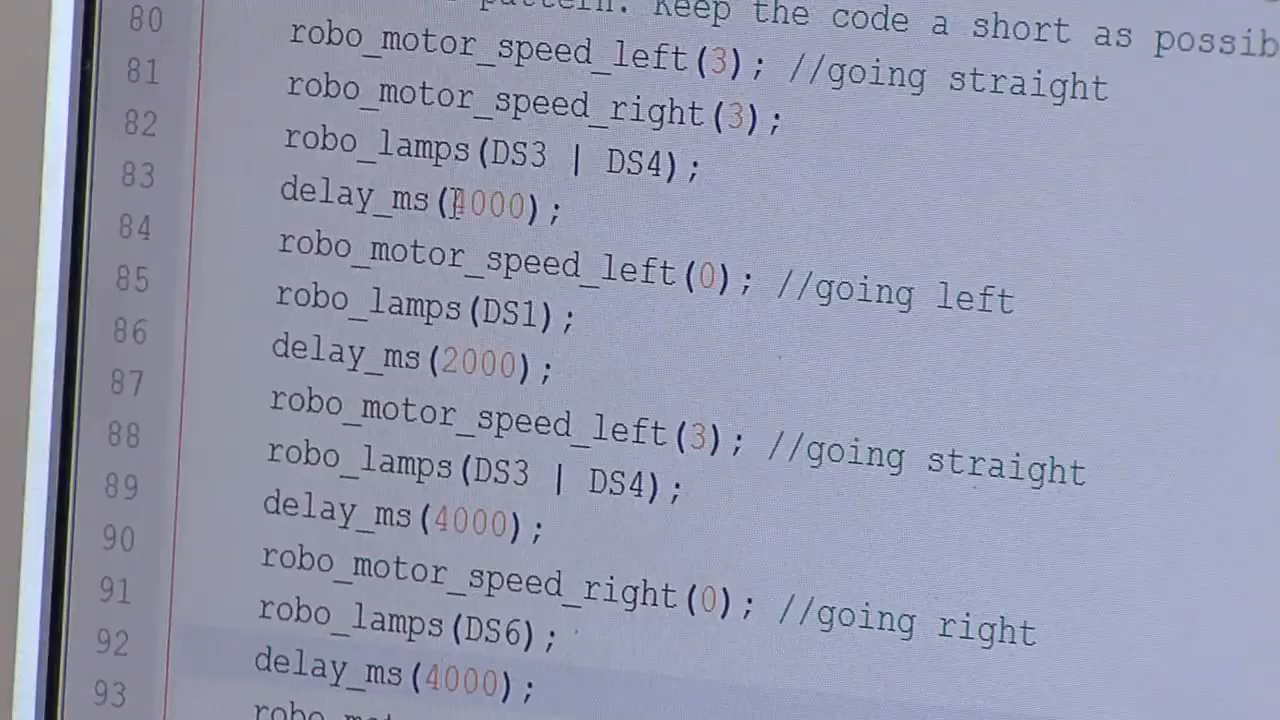 80 pattern. Keep the code a short as possib
81 robo_motor_speed_left(3); //going straight
82 robo_motor_speed_right(3);
83 robo_lamps(DS3 | DS4);
84 delay_ms(4000);
85 robo_motor_speed_left(0); //going left
86 robo_lamps(DS1);
87 delay_ms(2000);
88 robo_motor_speed_left(3); //going straight
89 robo_lamps(DS3 | DS4);
90 delay_ms(4000);
91 robo_motor_speed_right(0); //going right
92 robo_lamps(DS6);
93 delay_ms(4000);